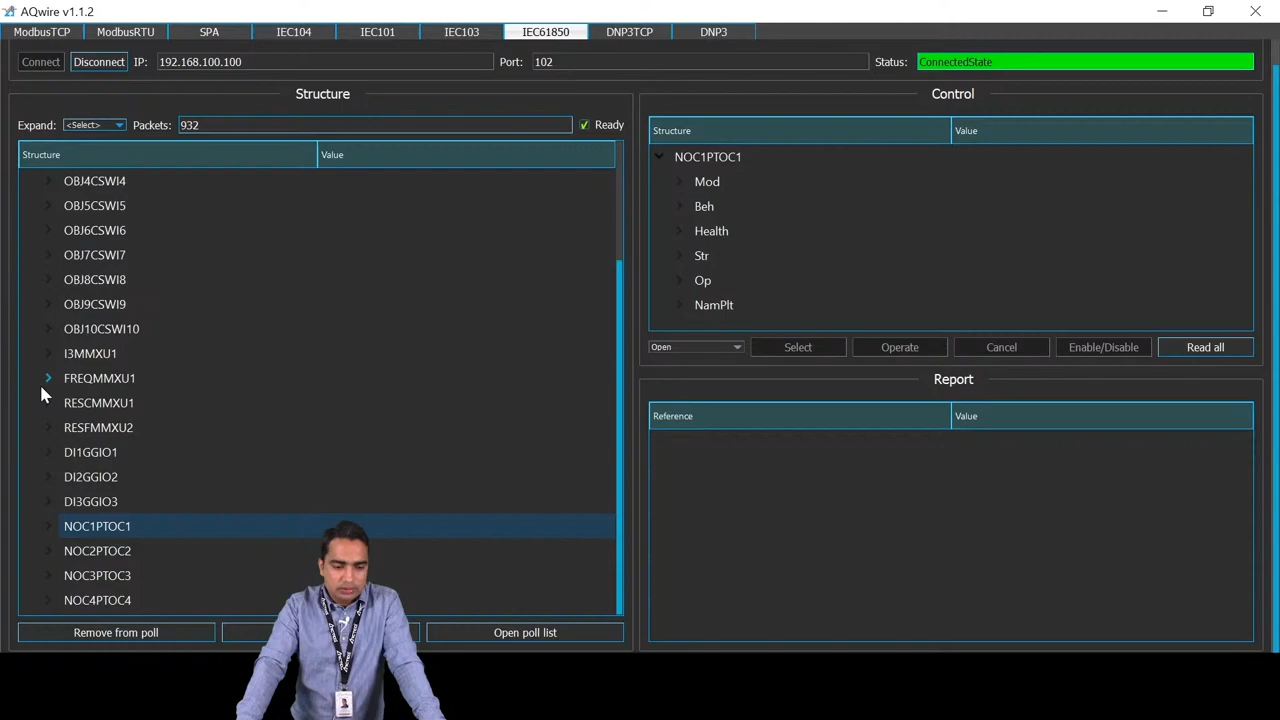 AQwire v1.1.2
ModbusTCP ModbusRTU SPA IEC104 IEC101 IEC103 IEC61850 DNP3TCP DNP3
Connect Disconnect IP: 192.168.100.100 Port: 102 Status: ConnectedState
Structure
Expand: <Select> Packets: 932 Ready
Structure Value
OBJ4CSWI4
OBJ5CSWI5
OBJ6CSWI6
OBJ7CSWI7
OBJ8CSWI8
OBJ9CSWI9
OBJ10CSWI10
I3MMXU1
FREQMMXU1
RESCMMXU1
RESFMMXU2
DI1GGIO1
DI2GGIO2
DI3GGIO3
NOC1PTOC1
NOC2PTOC2
NOC3PTOC3
NOC4PTOC4
Remove from poll Open poll list
Control
Structure Value
NOC1PTOC1
Mod
Beh
Health
Str
Op
NamPlt
Open Select Operate Cancel Enable/Disable Read all
Report
Reference Value